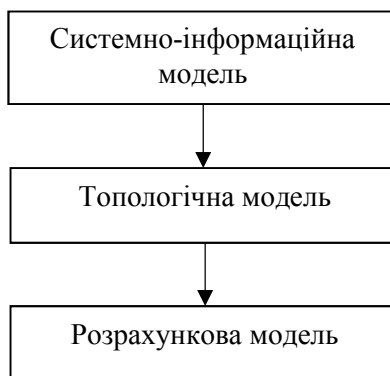 Системно-інформаційна
модель
Топологічна модель
Розрахункова модель